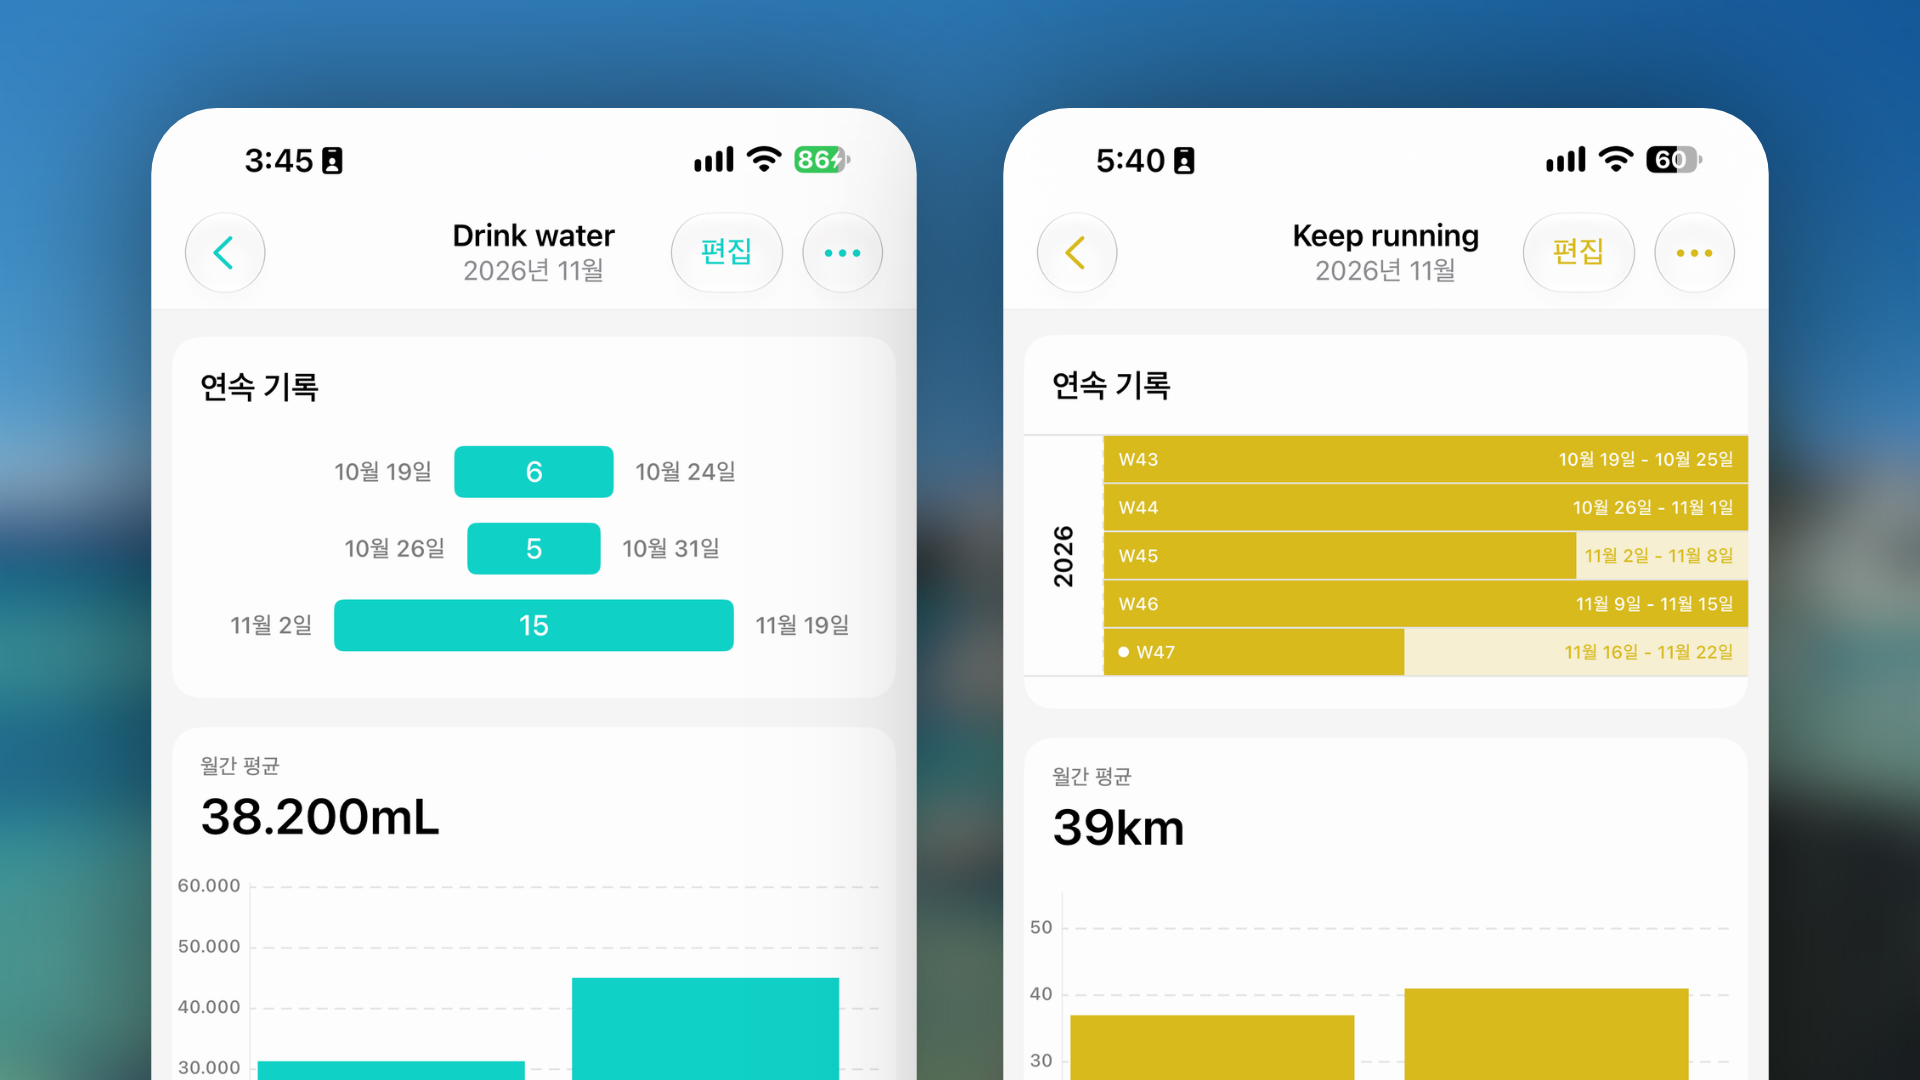 3:45
86
Drink water
2026년 11월
편집
연속 기록
10월 19일
6
10월 24일
10월 26일
5
10월 31일
11월 2일
15
11월 19일
월간 평균
38.200mL
60.000
50.000
40.000
30.000
5:40
60
Keep running
2026년 11월
편집
연속 기록
2026
W43
10월 19일 - 10월 25일
W44
10월 26일 - 11월 1일
W45
11월 2일 - 11월 8일
W46
11월 9일 - 11월 15일
W47
11월 16일 - 11월 22일
월간 평균
39km
50
40
30